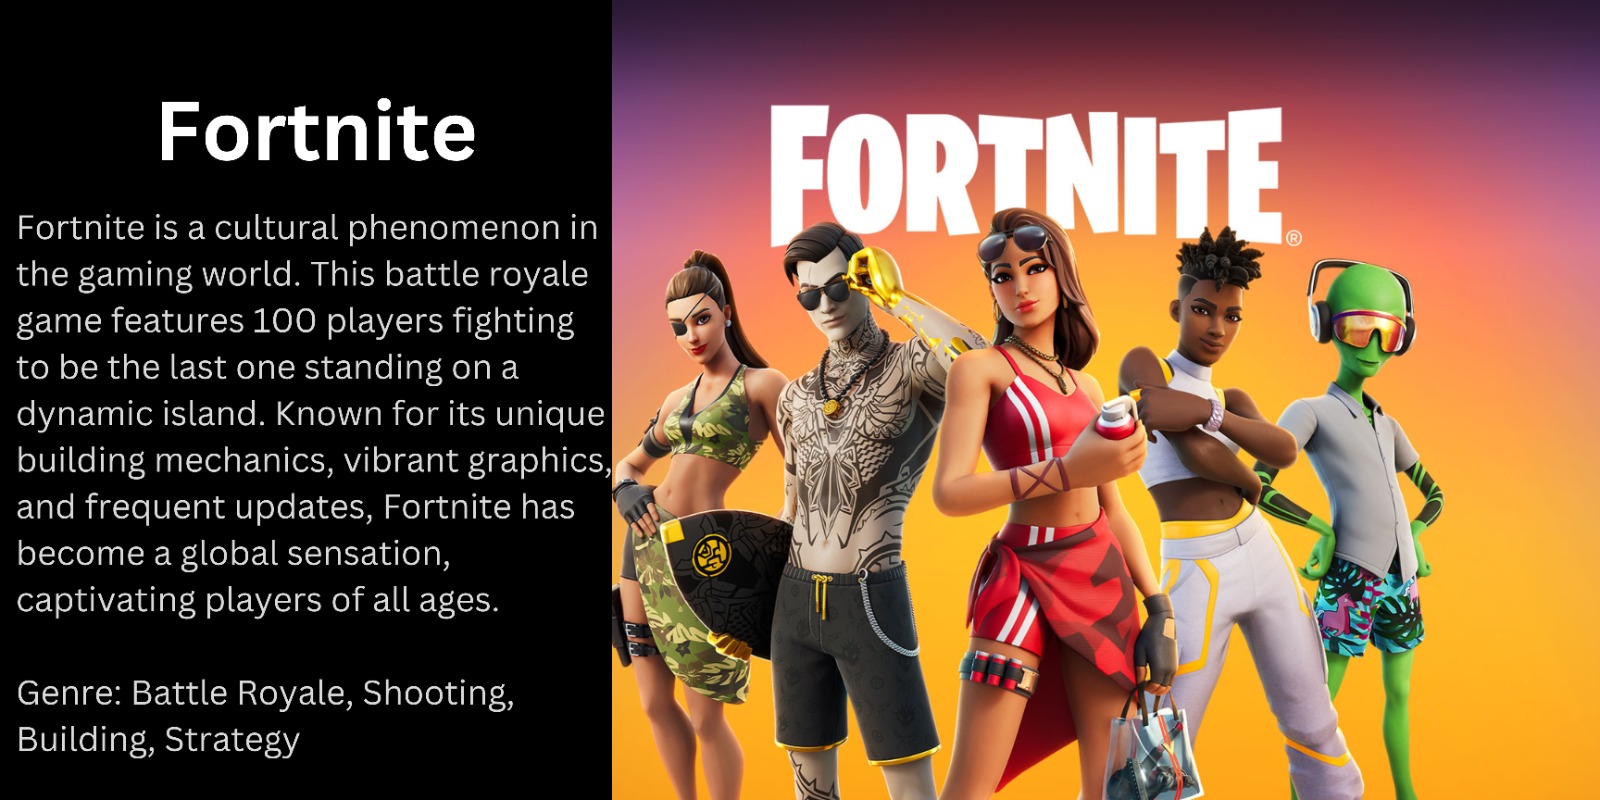 Fortnite
Fortnite is a cultural phenomenon in
the gaming world. This battle royale
game features 100 players fighting
to be the last one standing on a
dynamic island. Known for its unique
building mechanics, vibrant graphics,
and frequent updates, Fortnite has
become a global sensation,
captivating players of all ages.
Genre: Battle Royale, Shooting,
Building, Strategy
FORTNITE®